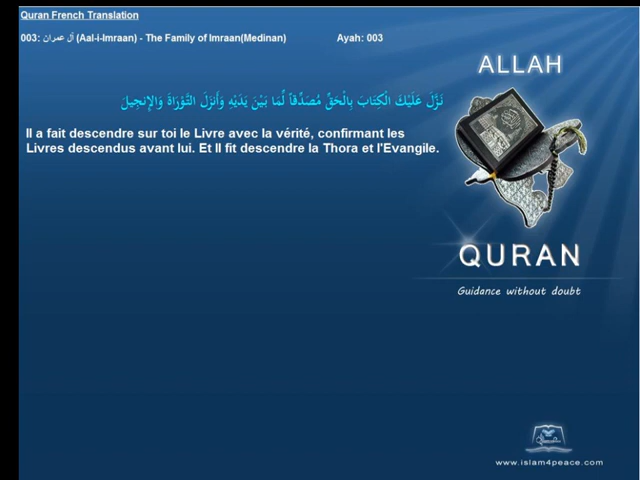 Quran French Translation
003: آل عمران (Aal-i-Imraan) - The Family of Imraan(Medinan) Ayah: 003
ALLAH
نَزَّلَ عَلَيْكَ الْكِتَابَ بِالْحَقِّ مُصَدِّقاً لِّمَا بَيْنَ يَدَيْهِ وَأَنزَلَ التَّوْرَاةَ وَالإِنجِيلَ
Il a fait descendre sur toi le Livre avec la vérité, confirmant les
Livres descendus avant lui. Et Il fit descendre la Thora et l'Evangile.
QURAN
Guidance without doubt
www.islam4peace.com